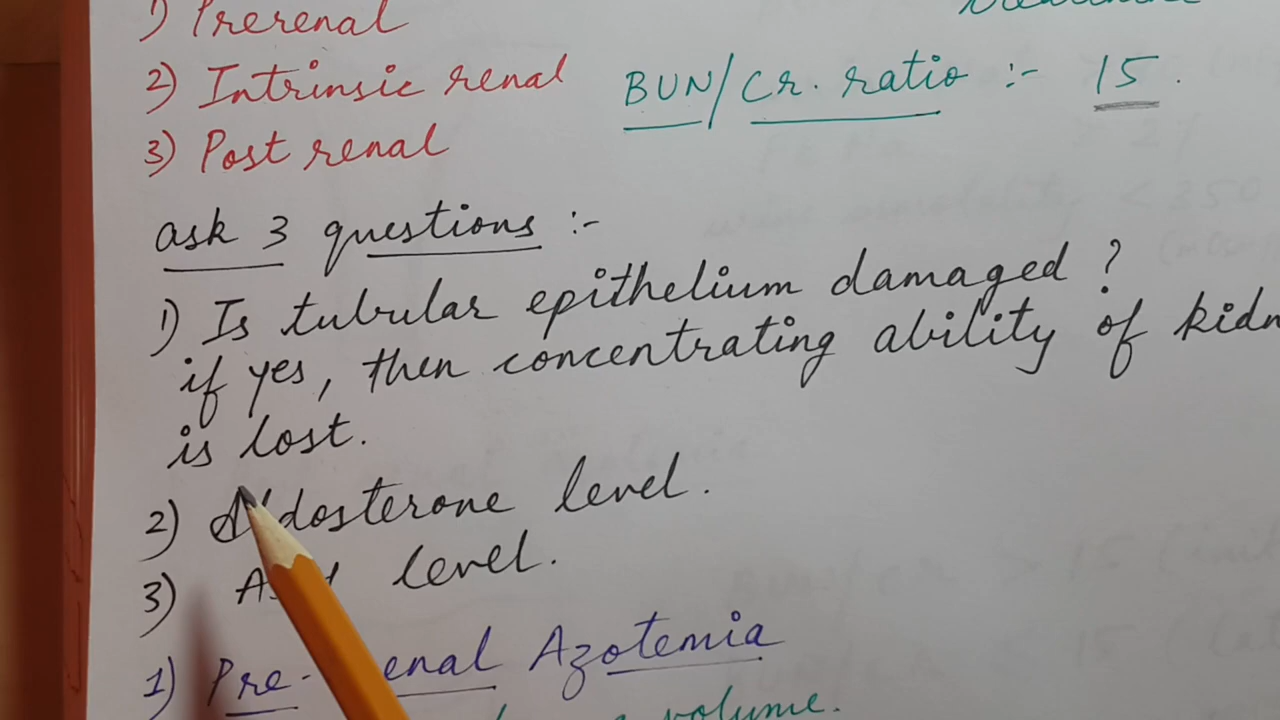 1) Prerenal
2) Intrinsic renal
BUN/Cr. ratio :- 15.
3) Post renal
ask 3 questions :-
1) Is tubular epithelium damaged ?
if yes, then concentrating ability of kidn
is lost.
2) Aldosterone level.
3) level.
1) Pre- enal Azotemia
volume.